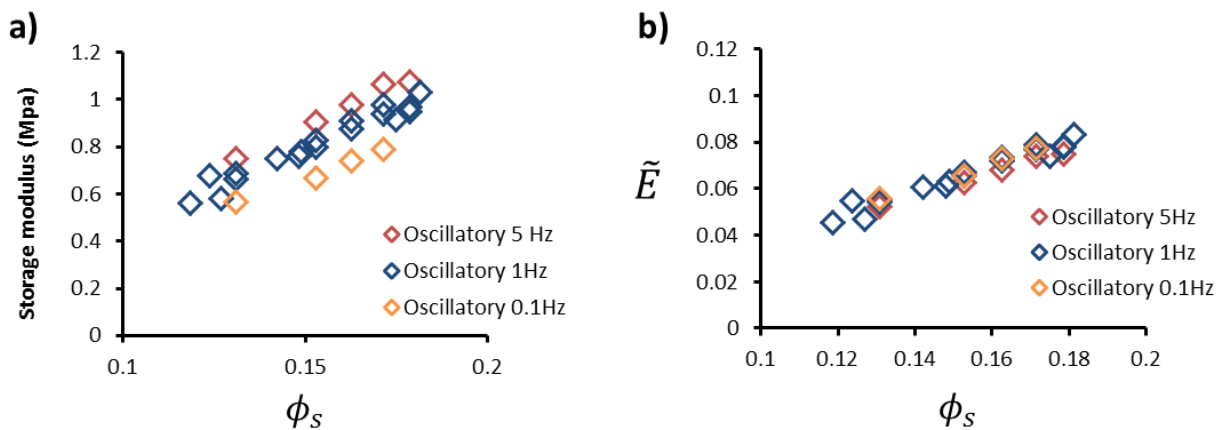 a)
Storage modulus (Mpa)
1.2
1
0.8
0.6
0.4
0.2
0
0.1
0.15
0.2
ϕ_s
Oscillatory 5 Hz
Oscillatory 1Hz
Oscillatory 0.1Hz
b)
Ẽ
0.12
0.1
0.08
0.06
0.04
0.02
0
0.1
0.12
0.14
0.16
0.18
0.2
ϕ_s
Oscillatory 5Hz
Oscillatory 1Hz
Oscillatory 0.1Hz